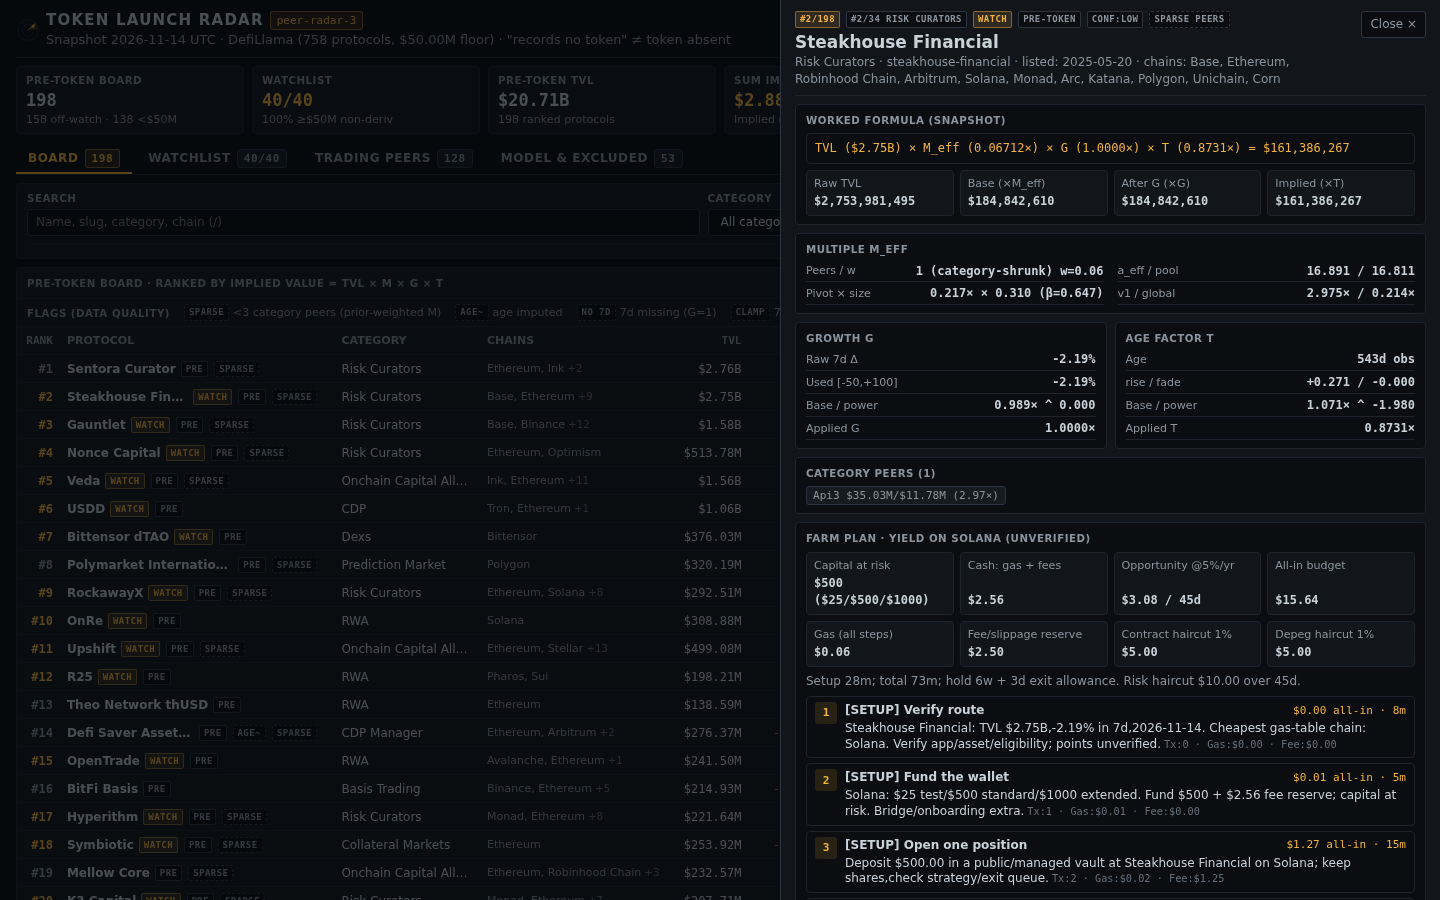 TOKEN LAUNCH RADAR peer-radar-3
Snapshot 2026-11-14 UTC · DefiLlama (758 protocols, $50.00M floor) · "records no token" ≠ token absent
PRE-TOKEN BOARD
198
158 off-watch · 138 <$50M
WATCHLIST
40/40
100% ≥$50M non-deriv
PRE-TOKEN TVL
$20.71B
198 ranked protocols
SUM IM
$2.88
Implied
BOARD 198 WATCHLIST 40/40 TRADING PEERS 128 MODEL & EXCLUDED 53
SEARCH CATEGORY
Name, slug, category, chain (/) All catego
PRE-TOKEN BOARD · RANKED BY IMPLIED VALUE = TVL × M × G × T
FLAGS (DATA QUALITY) SPARSE <3 category peers (prior-weighted M) AGE~ age imputed NO 7D 7d missing (G=1) CLAMP 7
RANK PROTOCOL CATEGORY CHAINS TVL
#1 Sentora Curator PRE SPARSE Risk Curators Ethereum, Ink +2 $2.76B
#2 Steakhouse Fin... WATCH PRE SPARSE Risk Curators Base, Ethereum +9 $2.75B
#3 Gauntlet WATCH PRE SPARSE Risk Curators Base, Binance +12 $1.58B
#4 Nonce Capital WATCH PRE SPARSE Risk Curators Ethereum, Optimism $513.78M
#5 Veda WATCH PRE SPARSE Onchain Capital All... Ink, Ethereum +11 $1.56B
#6 USDD WATCH PRE CDP Tron, Ethereum +1 $1.06B
#7 Bittensor dTAO WATCH PRE Dexs Bittensor $376.03M
#8 Polymarket Internatio... PRE SPARSE Prediction Market Polygon $320.19M
#9 RockawayX WATCH PRE SPARSE Risk Curators Ethereum, Solana +8 $292.51M
#10 OnRe WATCH PRE RWA Solana $308.88M
#11 Upshift WATCH PRE SPARSE Onchain Capital All... Ethereum, Stellar +13 $499.08M
#12 R25 WATCH PRE RWA Pharos, Sui $198.21M
#13 Theo Network thUSD PRE RWA Ethereum $138.59M
#14 Defi Saver Asset... PRE AGE~ SPARSE CDP Manager Ethereum, Arbitrum +2 $276.37M -
#15 OpenTrade WATCH PRE RWA Avalanche, Ethereum +1 $241.50M
#16 BitFi Basis PRE Basis Trading Binance, Ethereum +5 $214.93M -
#17 Hyperithm WATCH PRE SPARSE Risk Curators Monad, Ethereum +8 $221.64M
#18 Symbiotic WATCH PRE SPARSE Collateral Markets Ethereum $253.92M -
#19 Mellow Core PRE SPARSE Onchain Capital All... Ethereum, Robinhood Chain +3 $232.57M
#20 K3 Capital WATCH PRE SPARSE Risk Curators Monad, Ethereum +7 $207.71M
#2/198 #2/34 RISK CURATORS WATCH PRE-TOKEN CONF:LOW SPARSE PEERS
Close ×
Steakhouse Financial
Risk Curators · steakhouse-financial · listed: 2025-05-20 · chains: Base, Ethereum,
Robinhood Chain, Arbitrum, Solana, Monad, Arc, Katana, Polygon, Unichain, Corn
WORKED FORMULA (SNAPSHOT)
TVL ($2.75B) × M_eff (0.06712×) × G (1.0000×) × T (0.8731×) = $161,386,267
Raw TVL
$2,753,981,495
Base (×M_eff)
$184,842,610
After G (×G)
$184,842,610
Implied (×T)
$161,386,267
MULTIPLE M_EFF
Peers / w 1 (category-shrunk) w=0.06
a_eff / pool 16.891 / 16.811
Pivot × size 0.217× × 0.310 (β=0.647)
v1 / global 2.975× / 0.214×
GROWTH G
Raw 7d Δ -2.19%
Used [-50,+100] -2.19%
Base / power 0.989× ^ 0.000
Applied G 1.0000×
AGE FACTOR T
Age 543d obs
rise / fade +0.271 / -0.000
Base / power 1.071× ^ -1.980
Applied T 0.8731×
CATEGORY PEERS (1)
Api3 $35.03M/$11.78M (2.97×)
FARM PLAN · YIELD ON SOLANA (UNVERIFIED)
Capital at risk
$500
($25/$500/$1000)
Cash: gas + fees
$2.56
Opportunity @5%/yr
$3.08 / 45d
All-in budget
$15.64
Gas (all steps)
$0.06
Fee/slippage reserve
$2.50
Contract haircut 1%
$5.00
Depeg haircut 1%
$5.00
Setup 28m; total 73m; hold 6w + 3d exit allowance. Risk haircut $10.00 over 45d.
1 [SETUP] Verify route $0.00 all-in · 8m
Steakhouse Financial: TVL $2.75B,-2.19% in 7d,2026-11-14. Cheapest gas-table chain:
Solana. Verify app/asset/eligibility; points unverified. Tx:0 · Gas:$0.00 · Fee:$0.00
2 [SETUP] Fund the wallet $0.01 all-in · 5m
Solana: $25 test/$500 standard/$1000 extended. Fund $500 + $2.56 fee reserve; capital at
risk. Bridge/onboarding extra. Tx:1 · Gas:$0.01 · Fee:$0.00
3 [SETUP] Open one position $1.27 all-in · 15m
Deposit $500.00 in a public/managed vault at Steakhouse Financial on Solana; keep
shares,check strategy/exit queue. Tx:2 · Gas:$0.02 · Fee:$1.25